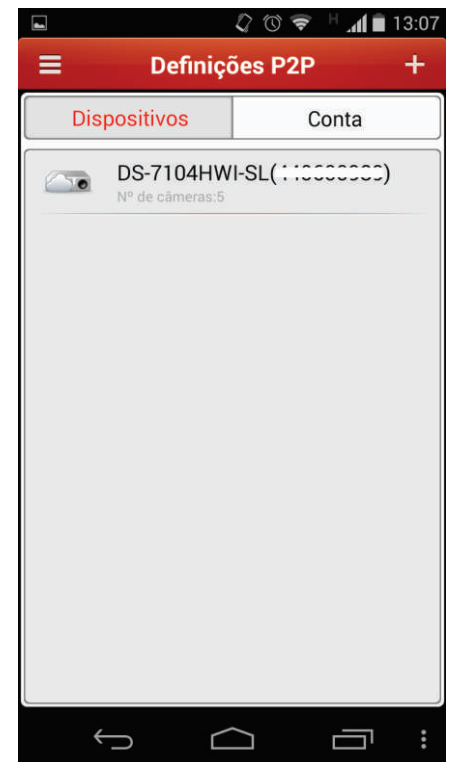 H 13:07
Definições P2P
Dispositivos Conta
DS-7104HWI-SL( )
Nº de câmeras:5